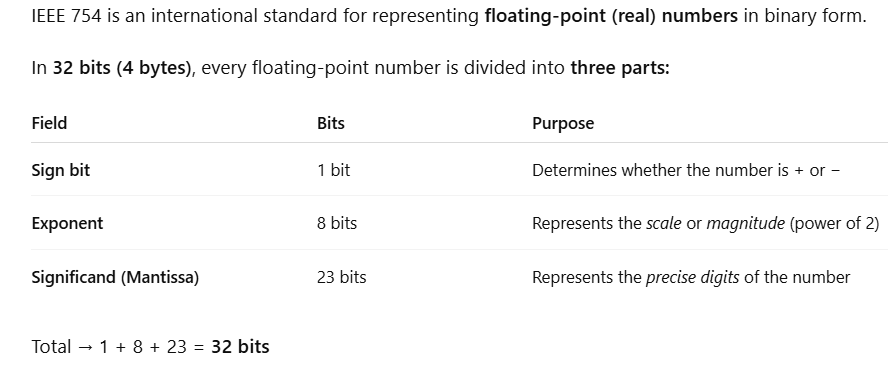 IEEE 754 is an international standard for representing floating-point (real) numbers in binary form.
In 32 bits (4 bytes), every floating-point number is divided into three parts:
Field Bits Purpose
Sign bit 1 bit Determines whether the number is + or −
Exponent 8 bits Represents the scale or magnitude (power of 2)
Significand (Mantissa) 23 bits Represents the precise digits of the number
Total → 1 + 8 + 23 = 32 bits